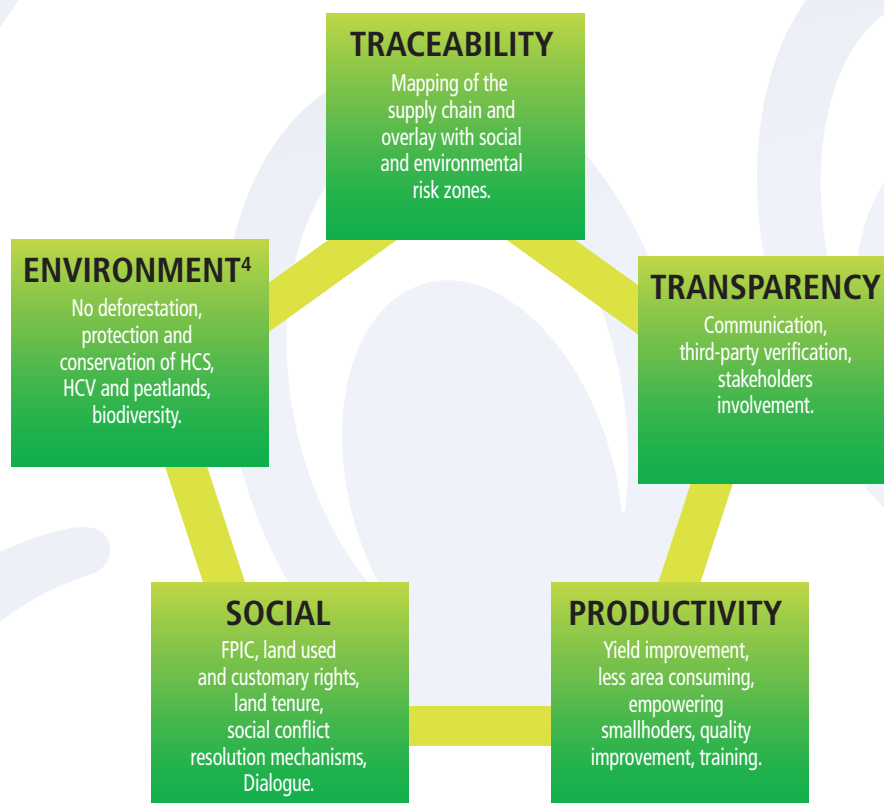 TRACEABILITY
Mapping of the
supply chain and
overlay with social
and environmental
risk zones.
ENVIRONMENT⁴
No deforestation,
protection and
conservation of HCS,
HCV and peatlands,
biodiversity.
TRANSPARENCY
Communication,
third-party verification,
stakeholders
involvement.
SOCIAL
FPIC, land used
and customary rights,
land tenure,
social conflict
resolution mechanisms,
Dialogue.
PRODUCTIVITY
Yield improvement,
less area consuming,
empowering
smallhoders, quality
improvement, training.